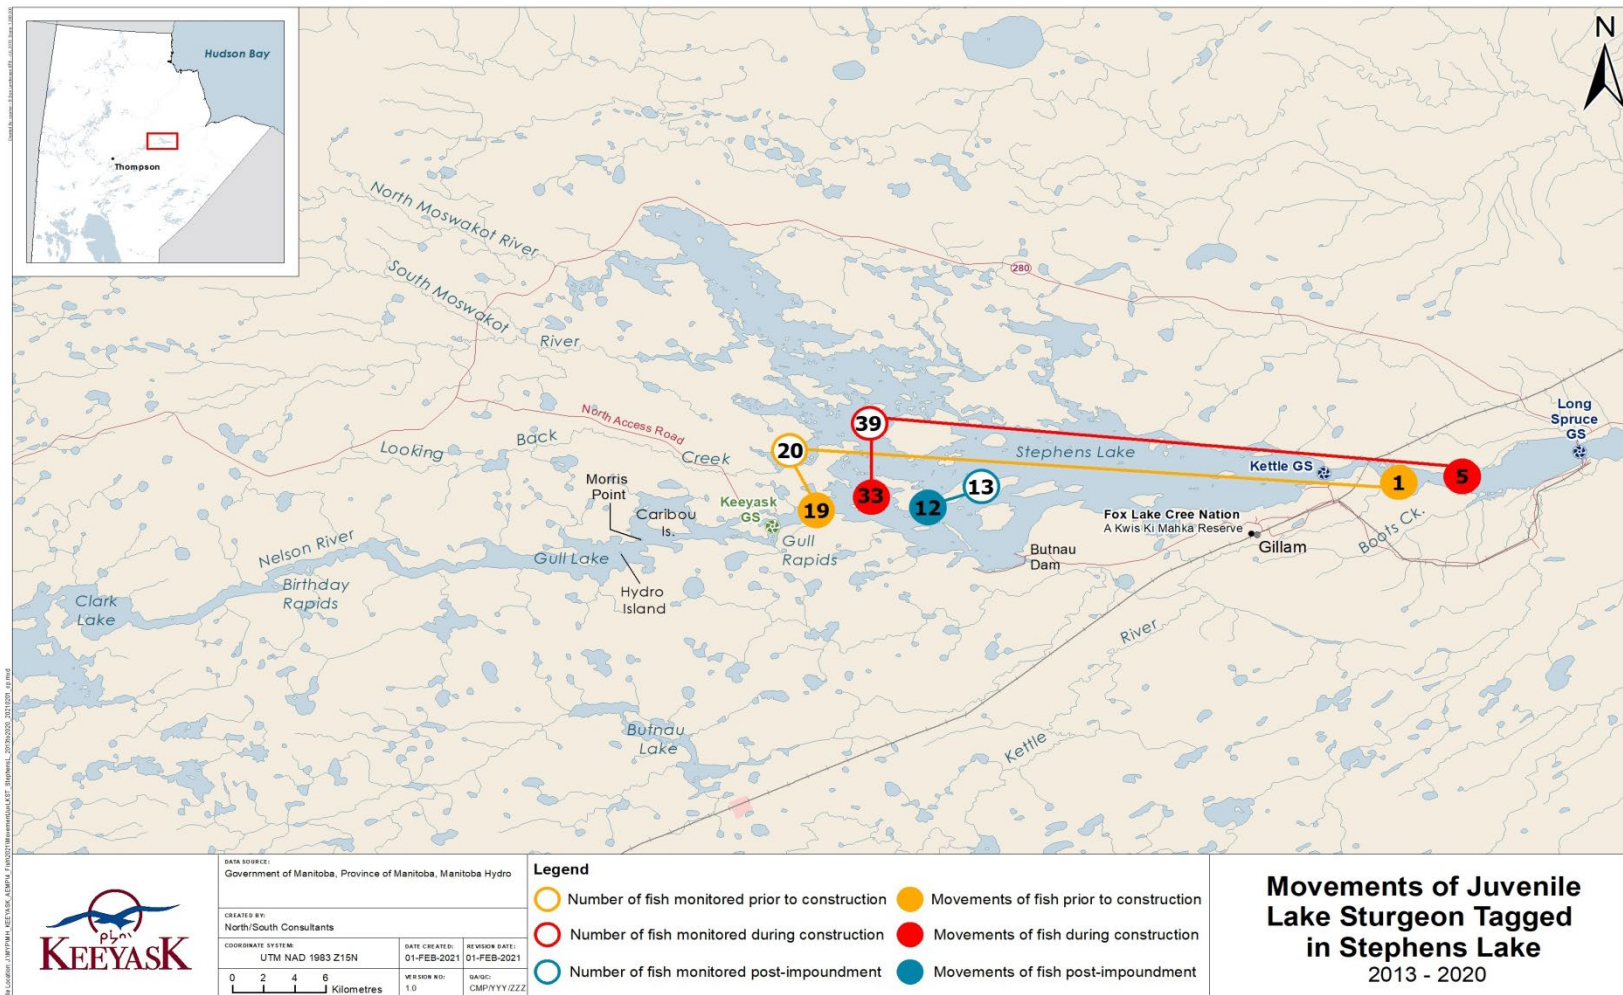 Hudson Bay
Thompson
N
North Moswakot River
South Moswakot
River
280
North Access Road
Looking
Back
Creek
39
20
Stephens Lake
Kettle GS
Long
Spruce
GS
1
5
13
33
12
19
Morris
Point
Caribou
Is.
Keeyask
GS
Gull
Rapids
Fox Lake Cree Nation
A Kwis Ki Mahka Reserve
Gillam
Boots Ck.
Butnau
Dam
Nelson River
Gull Lake
Birthday
Rapids
Hydro
Island
Clark
Lake
River
Kettle
Butnau
Lake
KEEYASK
DATA SOURCE:
Government of Manitoba, Province of Manitoba, Manitoba Hydro
CREATED BY:
North/South Consultants
COORDINATE SYSTEM:
UTM NAD 1983 Z15N
DATE CREATED:
01-FEB-2021
REVISION DATE:
01-FEB-2021
0 2 4 6
Kilometres
VERSION NO:
1.0
QA/QC:
CMP/YYY/ZZZ
Legend
Number of fish monitored prior to construction
Number of fish monitored during construction
Number of fish monitored post-impoundment
Movements of fish prior to construction
Movements of fish during construction
Movements of fish post-impoundment
Movements of Juvenile
Lake Sturgeon Tagged
in Stephens Lake
2013 - 2020